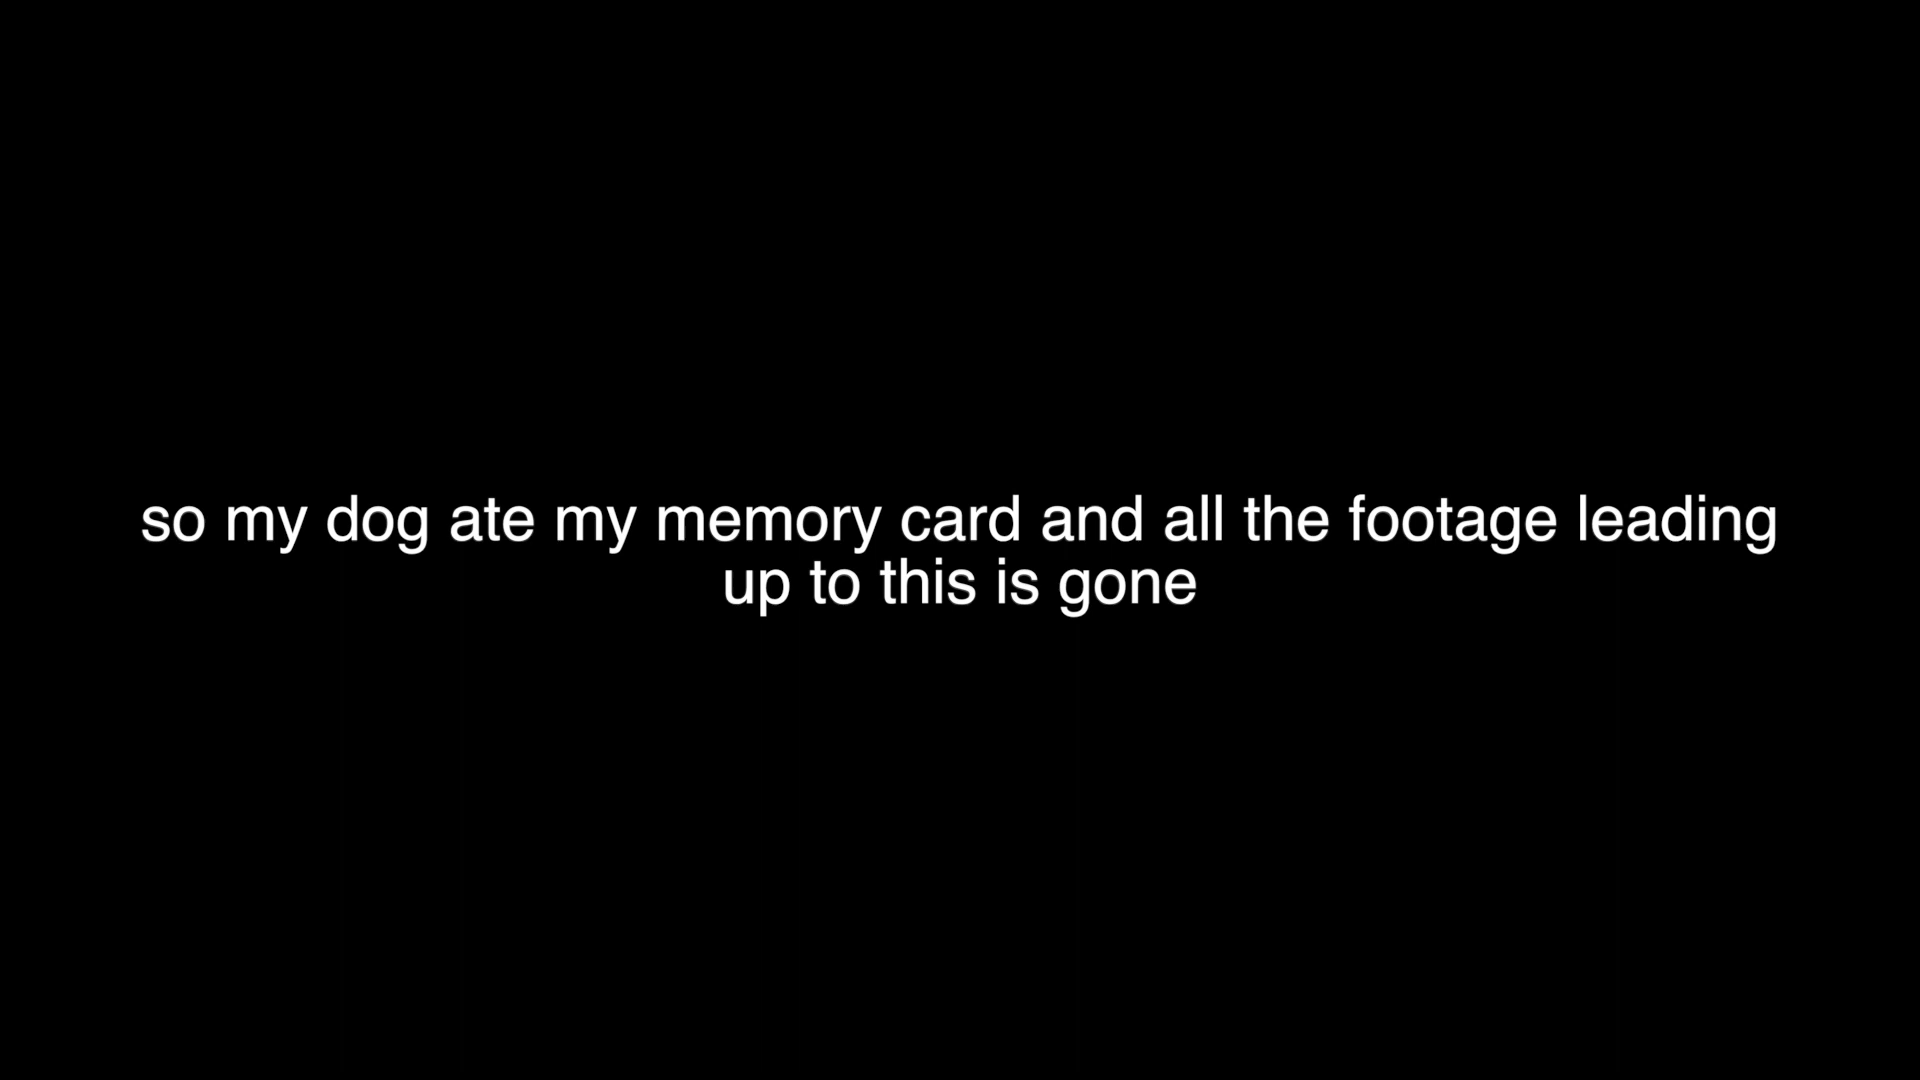 so my dog ate my memory card and all the footage leading
up to this is gone